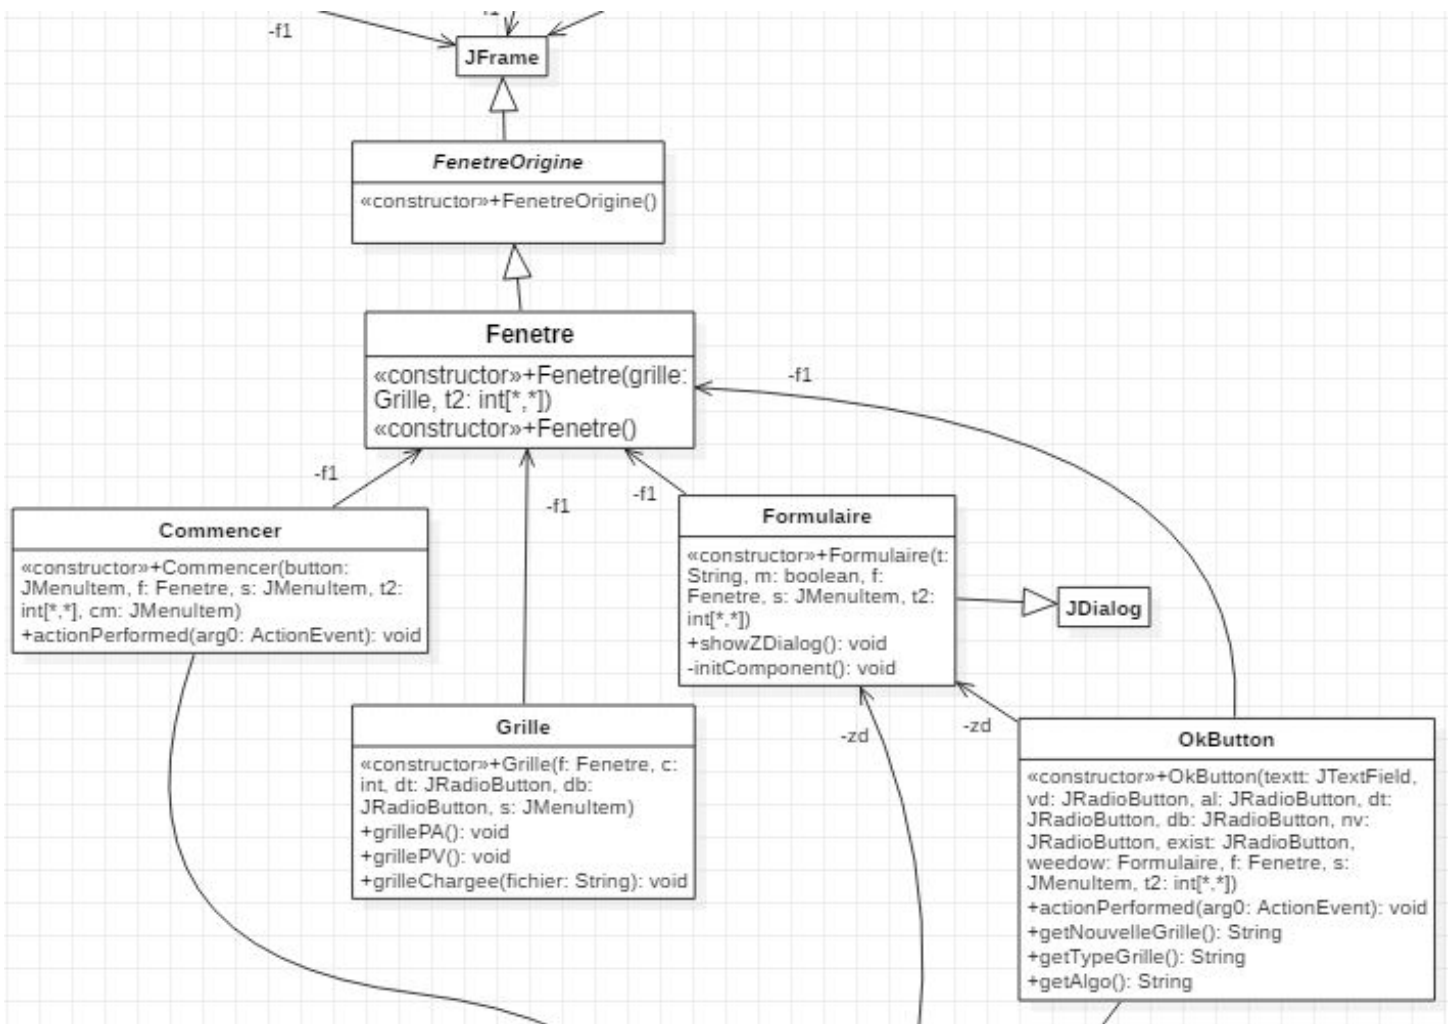 -f1
-f1
JFrame
FenetreOrigine
«constructor»+FenetreOrigine()
Fenetre
«constructor»+Fenetre(grille:
Grille, t2: int[*,*])
«constructor»+Fenetre()
-f1
-f1
-f1
-f1
Commencer
«constructor»+Commencer(button:
JMenuItem, f: Fenetre, s: JMenuItem, t2:
int[*,*], cm: JMenuItem)
+actionPerformed(arg0: ActionEvent): void
Formulaire
«constructor»+Formulaire(t:
String, m: boolean, f:
Fenetre, s: JMenuItem, t2:
int[*,*])
+showZDialog(): void
-initComponent(): void
JDialog
Grille
«constructor»+Grille(f: Fenetre, c:
int, dt: JRadioButton, db:
JRadioButton, s: JMenuItem)
+grillePA(): void
+grillePV(): void
+grilleChargee(fichier: String): void
-zd
-zd
OkButton
«constructor»+OkButton(textt: JTextField,
vd: JRadioButton, al: JRadioButton, dt:
JRadioButton, db: JRadioButton, nv:
JRadioButton, exist: JRadioButton,
weedow: Formulaire, f: Fenetre, s:
JMenuItem, t2: int[*,*])
+actionPerformed(arg0: ActionEvent): void
+getNouvelleGrille(): String
+getTypeGrille(): String
+getAlgo(): String